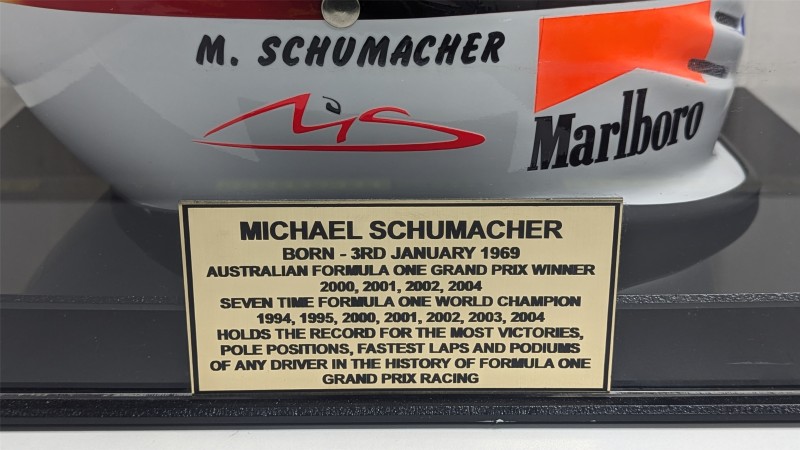 M. SCHUMACHER
MS
Marlboro
MICHAEL SCHUMACHER
BORN - 3RD JANUARY 1969
AUSTRALIAN FORMULA ONE GRAND PRIX WINNER
2000, 2001, 2002, 2004
SEVEN TIME FORMULA ONE WORLD CHAMPION
1994, 1995, 2000, 2001, 2002, 2003, 2004
HOLDS THE RECORD FOR THE MOST VICTORIES,
POLE POSITIONS, FASTEST LAPS AND PODIUMS
OF ANY DRIVER IN THE HISTORY OF FORMULA ONE
GRAND PRIX RACING